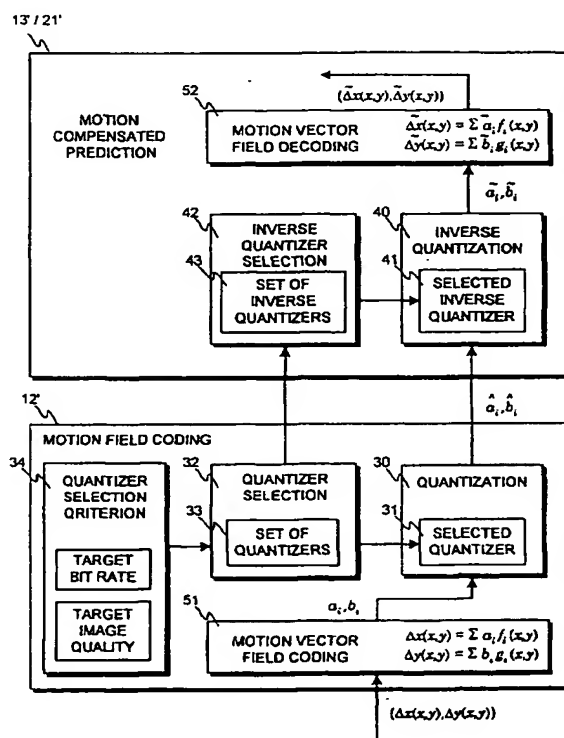 13'/21'
(Δ̃x(x,y),Δ̃y(x,y))
52
MOTION
COMPENSATED
PREDICTION
MOTION VECTOR
FIELD DECODING
Δ̃x(x,y) = Σ ãᵢ fᵢ(x,y)
Δ̃y(x,y) = Σ b̃ᵢ gᵢ(x,y)
ãᵢ,b̃ᵢ
42
INVERSE
QUANTIZER
SELECTION
43
SET OF
INVERSE
QUANTIZERS
40
INVERSE
QUANTIZATION
41
SELECTED
INVERSE
QUANTIZER
âᵢ,b̂ᵢ
12'
MOTION FIELD CODING
34
QUANTIZER
SELECTION
QRITERION
TARGET
BIT RATE
TARGET
IMAGE
QUALITY
32
QUANTIZER
SELECTION
33
SET OF
QUANTIZERS
30
QUANTIZATION
31
SELECTED
QUANTIZER
aᵢ,bᵢ
51
MOTION VECTOR
FIELD CODING
Δx(x,y) = Σ aᵢ fᵢ(x,y)
Δy(x,y) = Σ bᵢ gᵢ(x,y)
(Δx(x,y),Δy(x,y))